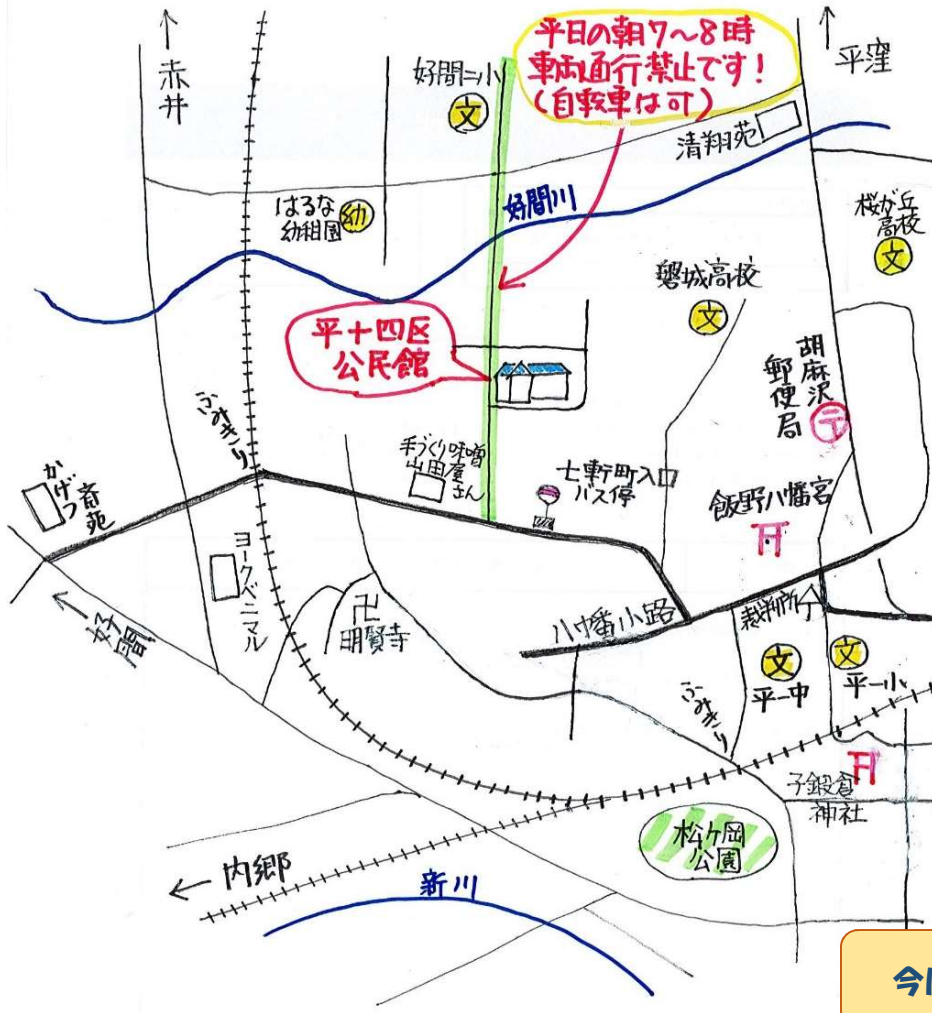 平日の朝7〜8時
車両通行禁止です!
(自転車は可)
↑
赤井
好間二小
文
↑
平窪
清翔苑
はるな
幼稚園
幼
好間川
桜が丘
高校
文
磐城高校
文
平十四区
公民館
胡麻沢
郵便局
〒
ふみきり
手づくり味噌
山田屋
さん
七軒町入口
バス停
かげつ
斎苑
飯野八幡宮
ヨークベニマル
卍
明賢寺
← 好間
八幡小路
裁判所
文
平一中
文
平一小
ふみきり
子鍬倉
神社
松ヶ岡
公園
← 内郷
新川